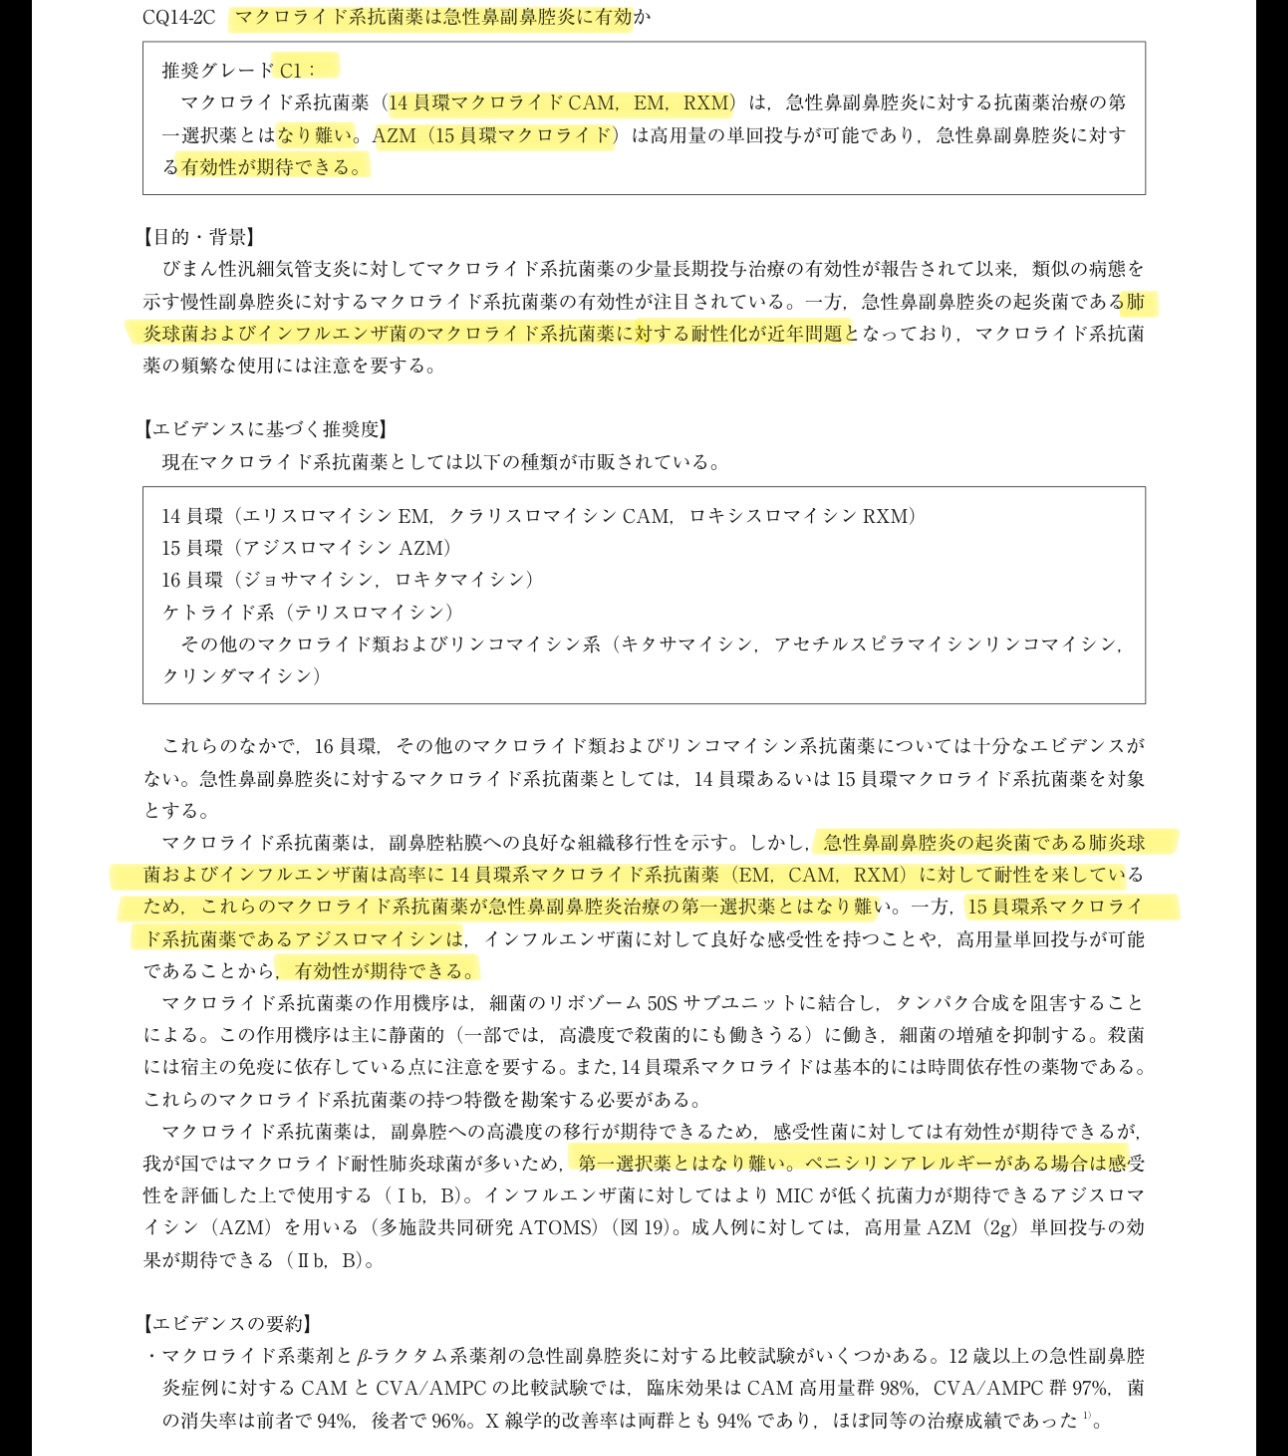 CQ14-2C マクロライド系抗菌薬は急性鼻副鼻腔炎に有効か
推奨グレード C1：
マクロライド系抗菌薬（14 員環マクロライド CAM，EM，RXM）は，急性鼻副鼻腔炎に対する抗菌薬治療の第
一選択薬とはなり難い。AZM（15 員環マクロライド）は高用量の単回投与が可能であり，急性鼻副鼻腔炎に対す
る有効性が期待できる。
【目的・背景】
びまん性汎細気管支炎に対してマクロライド系抗菌薬の少量長期投与治療の有効性が報告されて以来，類似の病態を
示す慢性副鼻腔炎に対するマクロライド系抗菌薬の有効性が注目されている。一方，急性鼻副鼻腔炎の起炎菌である肺
炎球菌およびインフルエンザ菌のマクロライド系抗菌薬に対する耐性化が近年問題となっており，マクロライド系抗菌
薬の頻繁な使用には注意を要する。
【エビデンスに基づく推奨度】
現在マクロライド系抗菌薬としては以下の種類が市販されている。
14 員環（エリスロマイシン EM，クラリスロマイシン CAM，ロキシスロマイシン RXM）
15 員環（アジスロマイシン AZM）
16 員環（ジョサマイシン，ロキタマイシン）
ケトライド系（テリスロマイシン）
その他のマクロライド類およびリンコマイシン系（キタサマイシン，アセチルスピラマイシンリンコマイシン，
クリンダマイシン）
これらのなかで，16 員環，その他のマクロライド類およびリンコマイシン系抗菌薬については十分なエビデンスが
ない。急性鼻副鼻腔炎に対するマクロライド系抗菌薬としては，14 員環あるいは 15 員環マクロライド系抗菌薬を対象
とする。
マクロライド系抗菌薬は，副鼻腔粘膜への良好な組織移行性を示す。しかし，急性鼻副鼻腔炎の起炎菌である肺炎球
菌およびインフルエンザ菌は高率に 14 員環系マクロライド系抗菌薬（EM，CAM，RXM）に対して耐性を来している
ため，これらのマクロライド系抗菌薬が急性鼻副鼻腔炎治療の第一選択薬とはなり難い。一方，15 員環系マクロライ
ド系抗菌薬であるアジスロマイシンは，インフルエンザ菌に対して良好な感受性を持つことや，高用量単回投与が可能
であることから，有効性が期待できる。
マクロライド系抗菌薬の作用機序は，細菌のリボゾーム 50S サブユニットに結合し，タンパク合成を阻害すること
による。この作用機序は主に静菌的（一部では，高濃度で殺菌的にも働きうる）に働き，細菌の増殖を抑制する。殺菌
には宿主の免疫に依存している点に注意を要する。また，14 員環系マクロライドは基本的には時間依存性の薬物である。
これらのマクロライド系抗菌薬の持つ特徴を勘案する必要がある。
マクロライド系抗菌薬は，副鼻腔への高濃度の移行が期待できるため，感受性菌に対しては有効性が期待できるが，
我が国ではマクロライド耐性肺炎球菌が多いため，第一選択薬とはなり難い。ペニシリンアレルギーがある場合は感受
性を評価した上で使用する（Ⅰb，B）。インフルエンザ菌に対してはより MIC が低く抗菌力が期待できるアジスロマ
イシン（AZM）を用いる（多施設共同研究 ATOMS）（図 19）。成人例に対しては，高用量 AZM（2g）単回投与の効
果が期待できる（Ⅱb，B）。
【エビデンスの要約】
・マクロライド系薬剤と β-ラクタム系薬剤の急性副鼻腔炎に対する比較試験がいくつかある。12 歳以上の急性副鼻腔
炎症例に対する CAM と CVA/AMPC の比較試験では，臨床効果は CAM 高用量群 98%，CVA/AMPC 群 97%，菌
の消失率は前者で 94%，後者で 96%。X 線学的改善率は両群とも 94% であり，ほぼ同等の治療成績であった 1)。